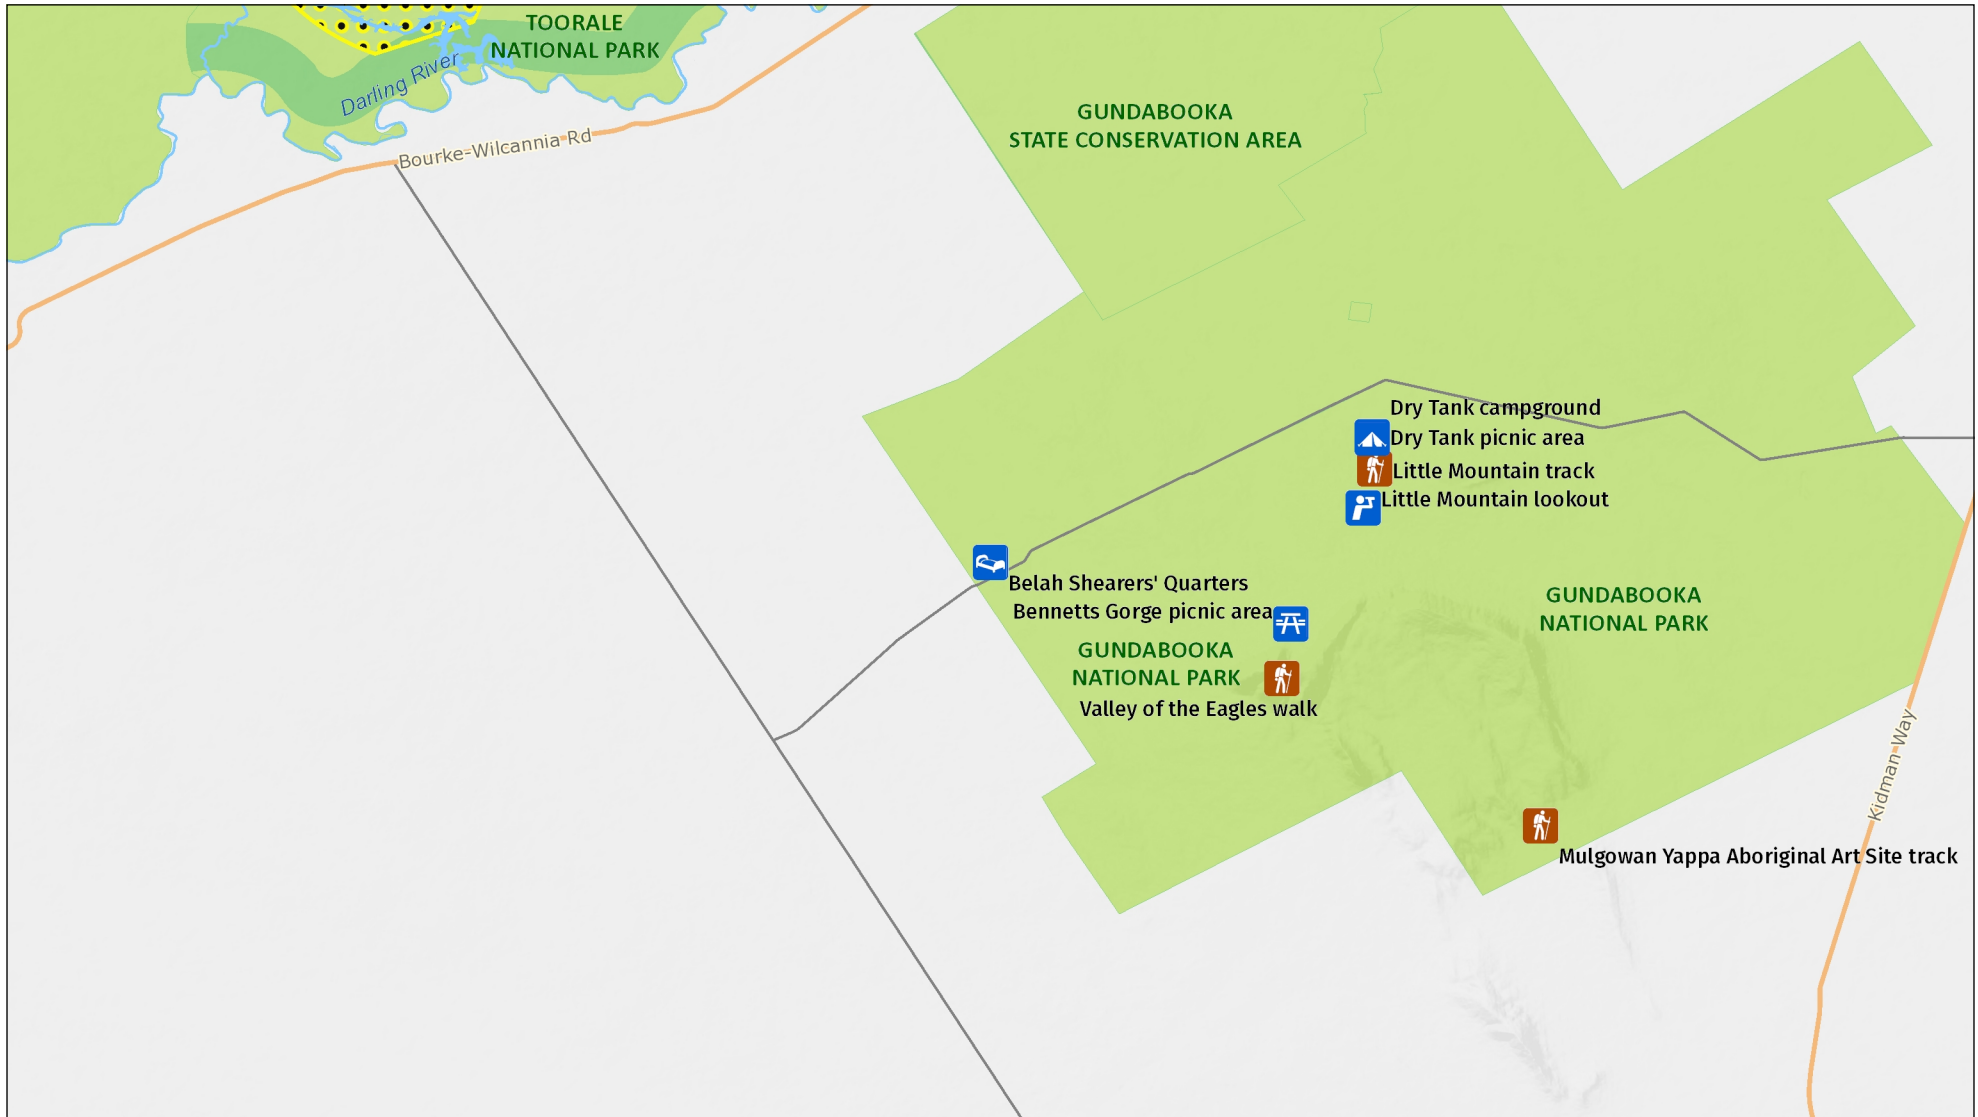 TOORALE
NATIONAL PARK
Darling River
Bourke-Wilcannia Rd
GUNDABOOKA
STATE CONSERVATION AREA
Dry Tank campground
Dry Tank picnic area
Little Mountain track
Little Mountain lookout
Belah Shearers' Quarters
Bennetts Gorge picnic area
GUNDABOOKA
NATIONAL PARK
GUNDABOOKA
NATIONAL PARK
Valley of the Eagles walk
Kidman Way
Mulgowan Yappa Aboriginal Art Site track